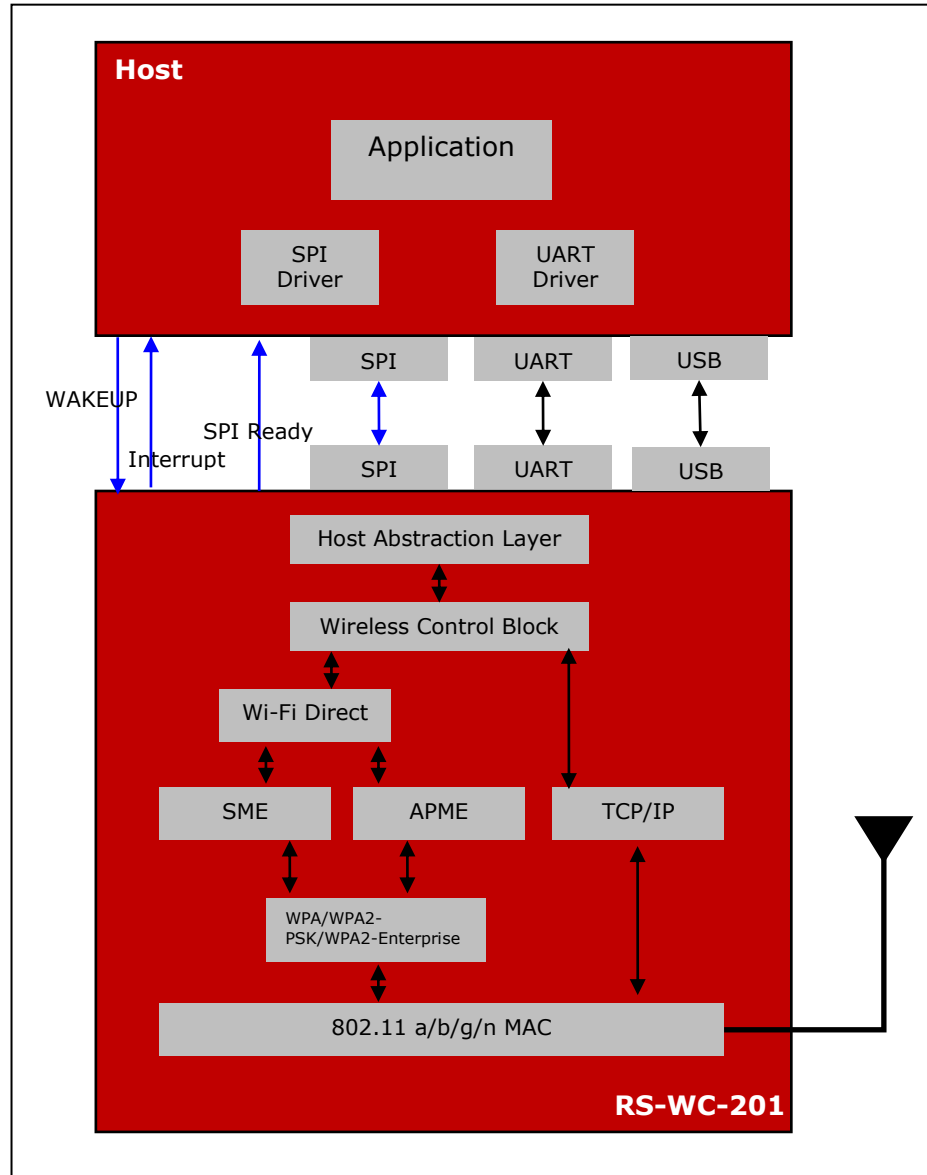 Host
Application
SPI
Driver
UART
Driver
SPI
UART
USB
WAKEUP
SPI Ready
Interrupt
SPI
UART
USB
Host Abstraction Layer
Wireless Control Block
Wi-Fi Direct
SME
APME
TCP/IP
WPA/WPA2-
PSK/WPA2-Enterprise
802.11 a/b/g/n MAC
RS-WC-201